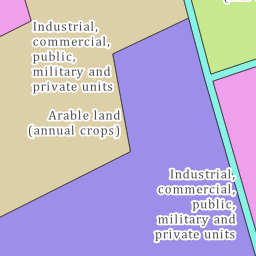 Industrial,
commercial,
public,
military and
private units
Arable land
(annual crops)
Industrial,
commercial,
public,
military and
private units